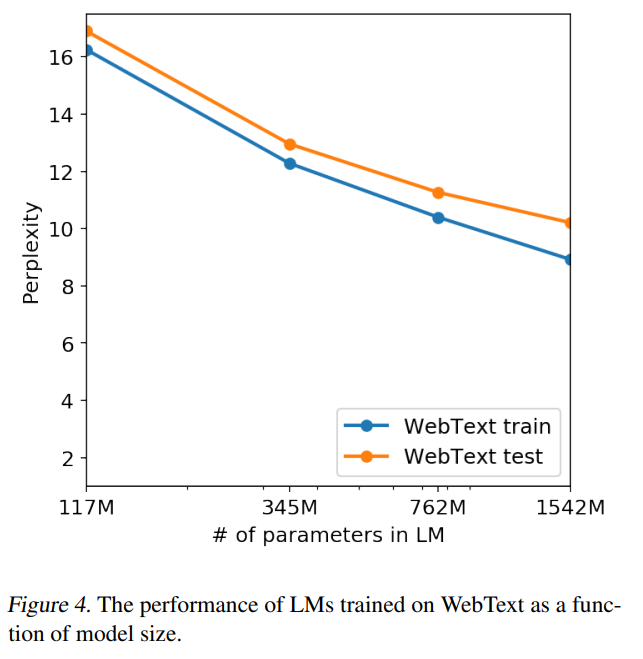 16
14
12
10
8
6
4
2
Perplexity
WebText train
WebText test
117M 345M 762M 1542M
# of parameters in LM
Figure 4. The performance of LMs trained on WebText as a func-
tion of model size.